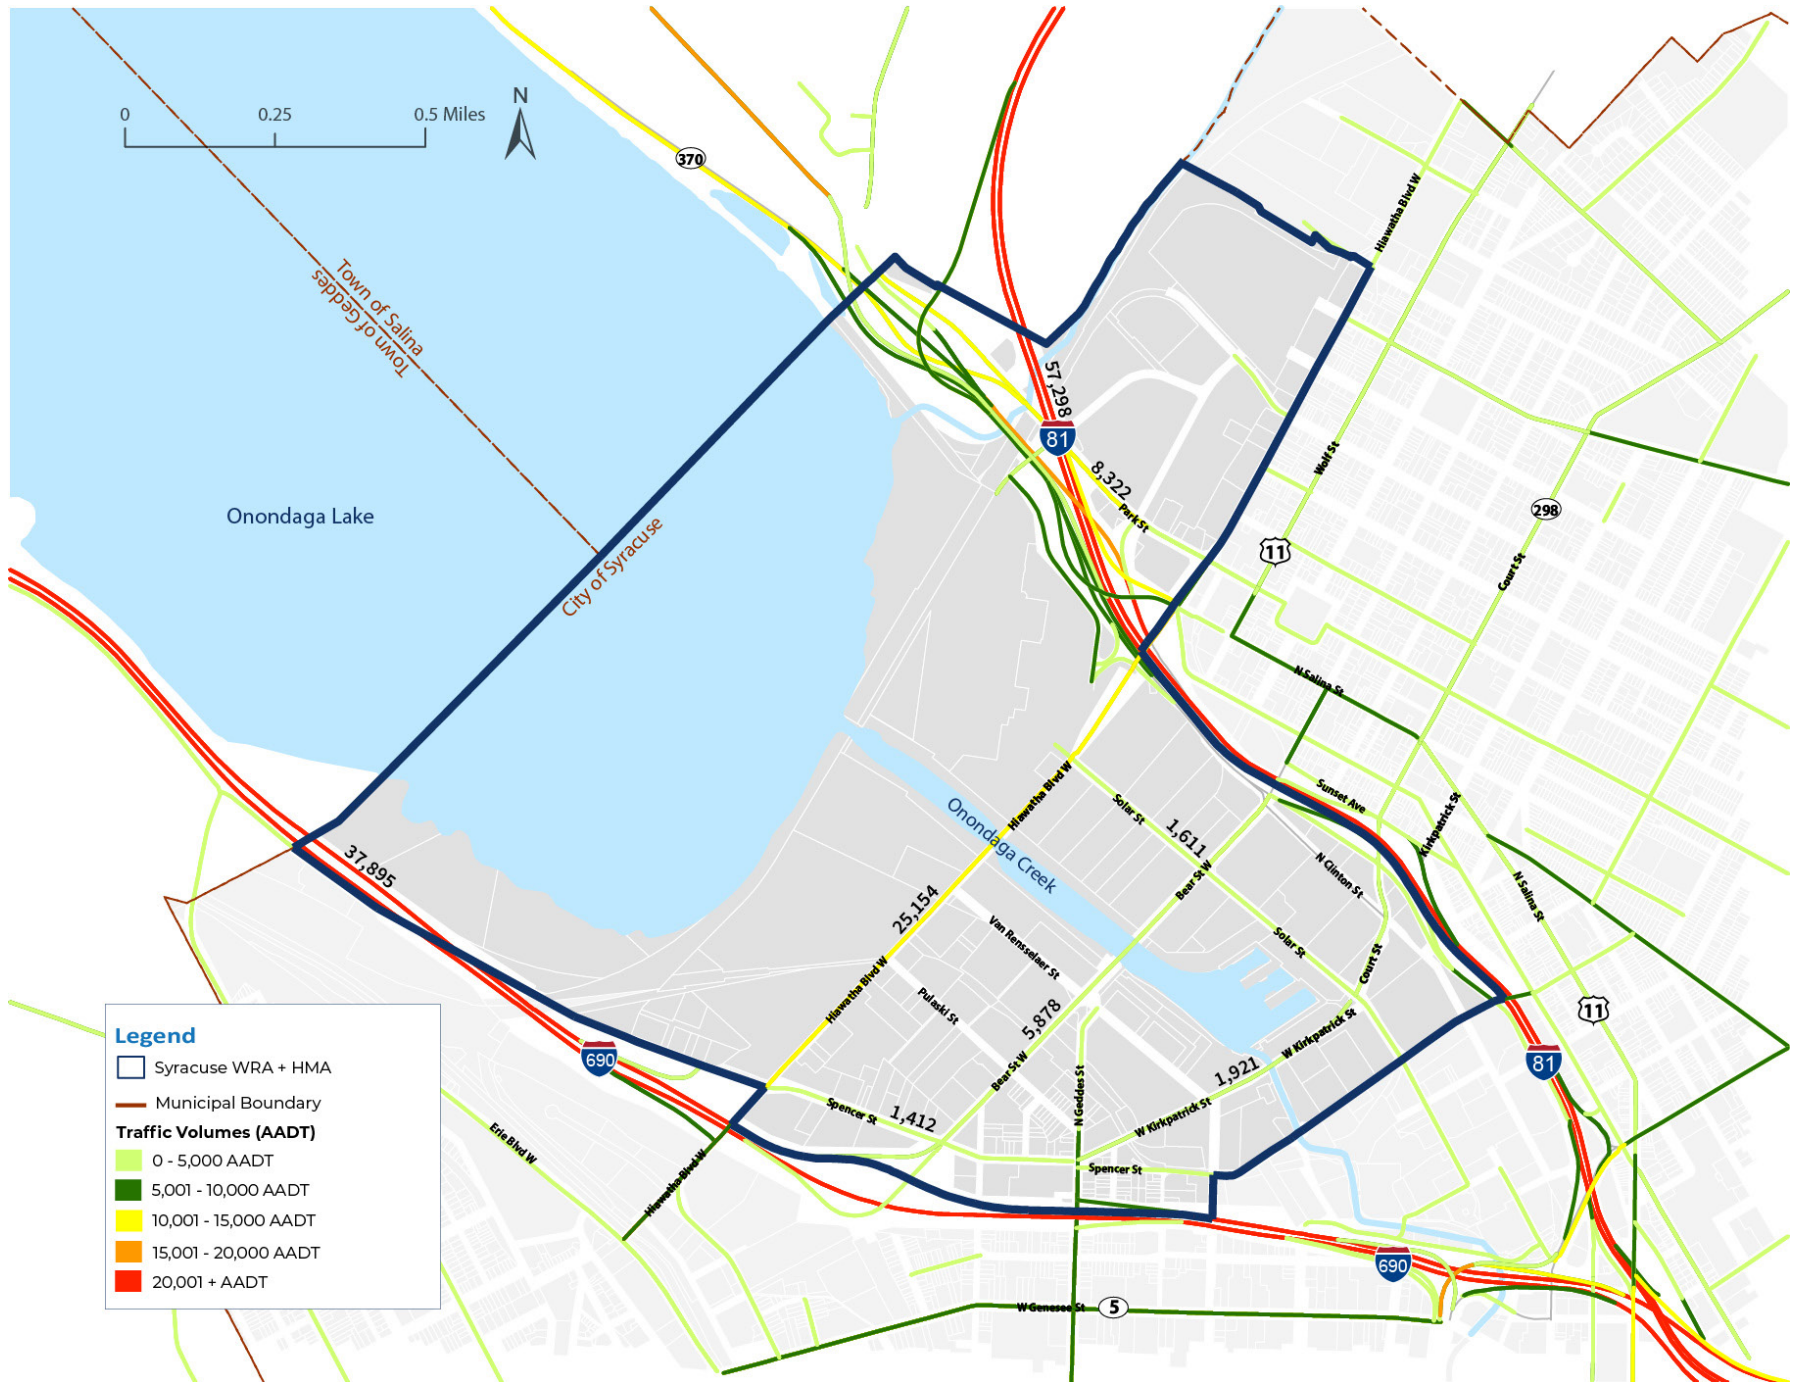 N
0 0.25 0.5 Miles
370
Town of Salina
Town of Geddes
Hiawatha Blvd W
57,298
81
8,322
Park St
Wolf St
298
11
Court St
Onondaga Lake
City of Syracuse
N Salina St
Hiawatha Blvd W
Solar St
Sunset Ave
Kirkpatrick St
Onondaga Creek
1,611
Bear St W
N Clinton St
N Salina St
37,895
25,154
Van Rensselaer St
Solar St
Court St
Hiawatha Blvd W
Pulaski St
5,878
11
W Kirkpatrick St
Bear St W
1,921
81
690
N Geddes St
Spencer St
1,412
W Kirkpatrick St
Spencer St
Erie Blvd W
Hiawatha Blvd W
690
W Genesee St
5
Legend
Syracuse WRA + HMA
Municipal Boundary
Traffic Volumes (AADT)
0 - 5,000 AADT
5,001 - 10,000 AADT
10,001 - 15,000 AADT
15,001 - 20,000 AADT
20,001 + AADT